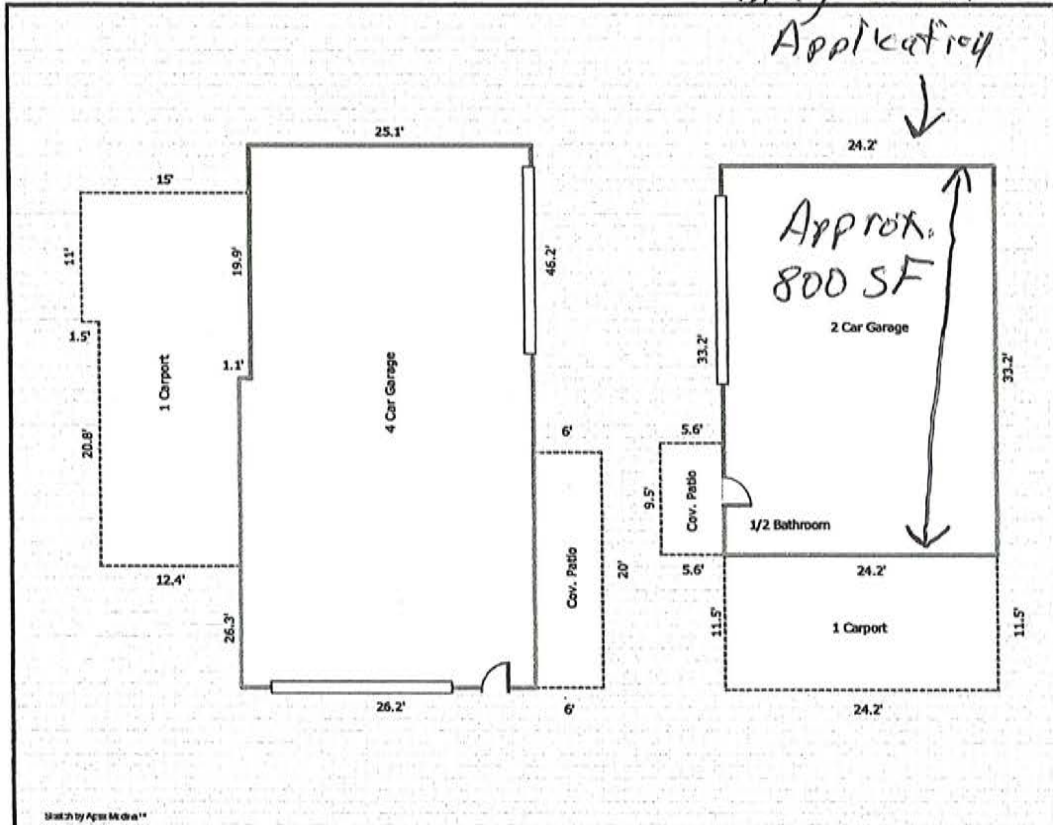 Application
25.1'
24.2'
15'
11'
19.9'
46.2'
Approx.
800 SF
2 Car Garage
1.5'
1.1'
1 Carport
4 Car Garage
33.2'
33.2'
20.8'
6'
5.6'
9.5'
Cov. Patio
1/2 Bathroom
5.6'
24.2'
12.4'
Cov. Patio
20'
26.3'
11.5'
1 Carport
11.5'
26.2'
6'
24.2'